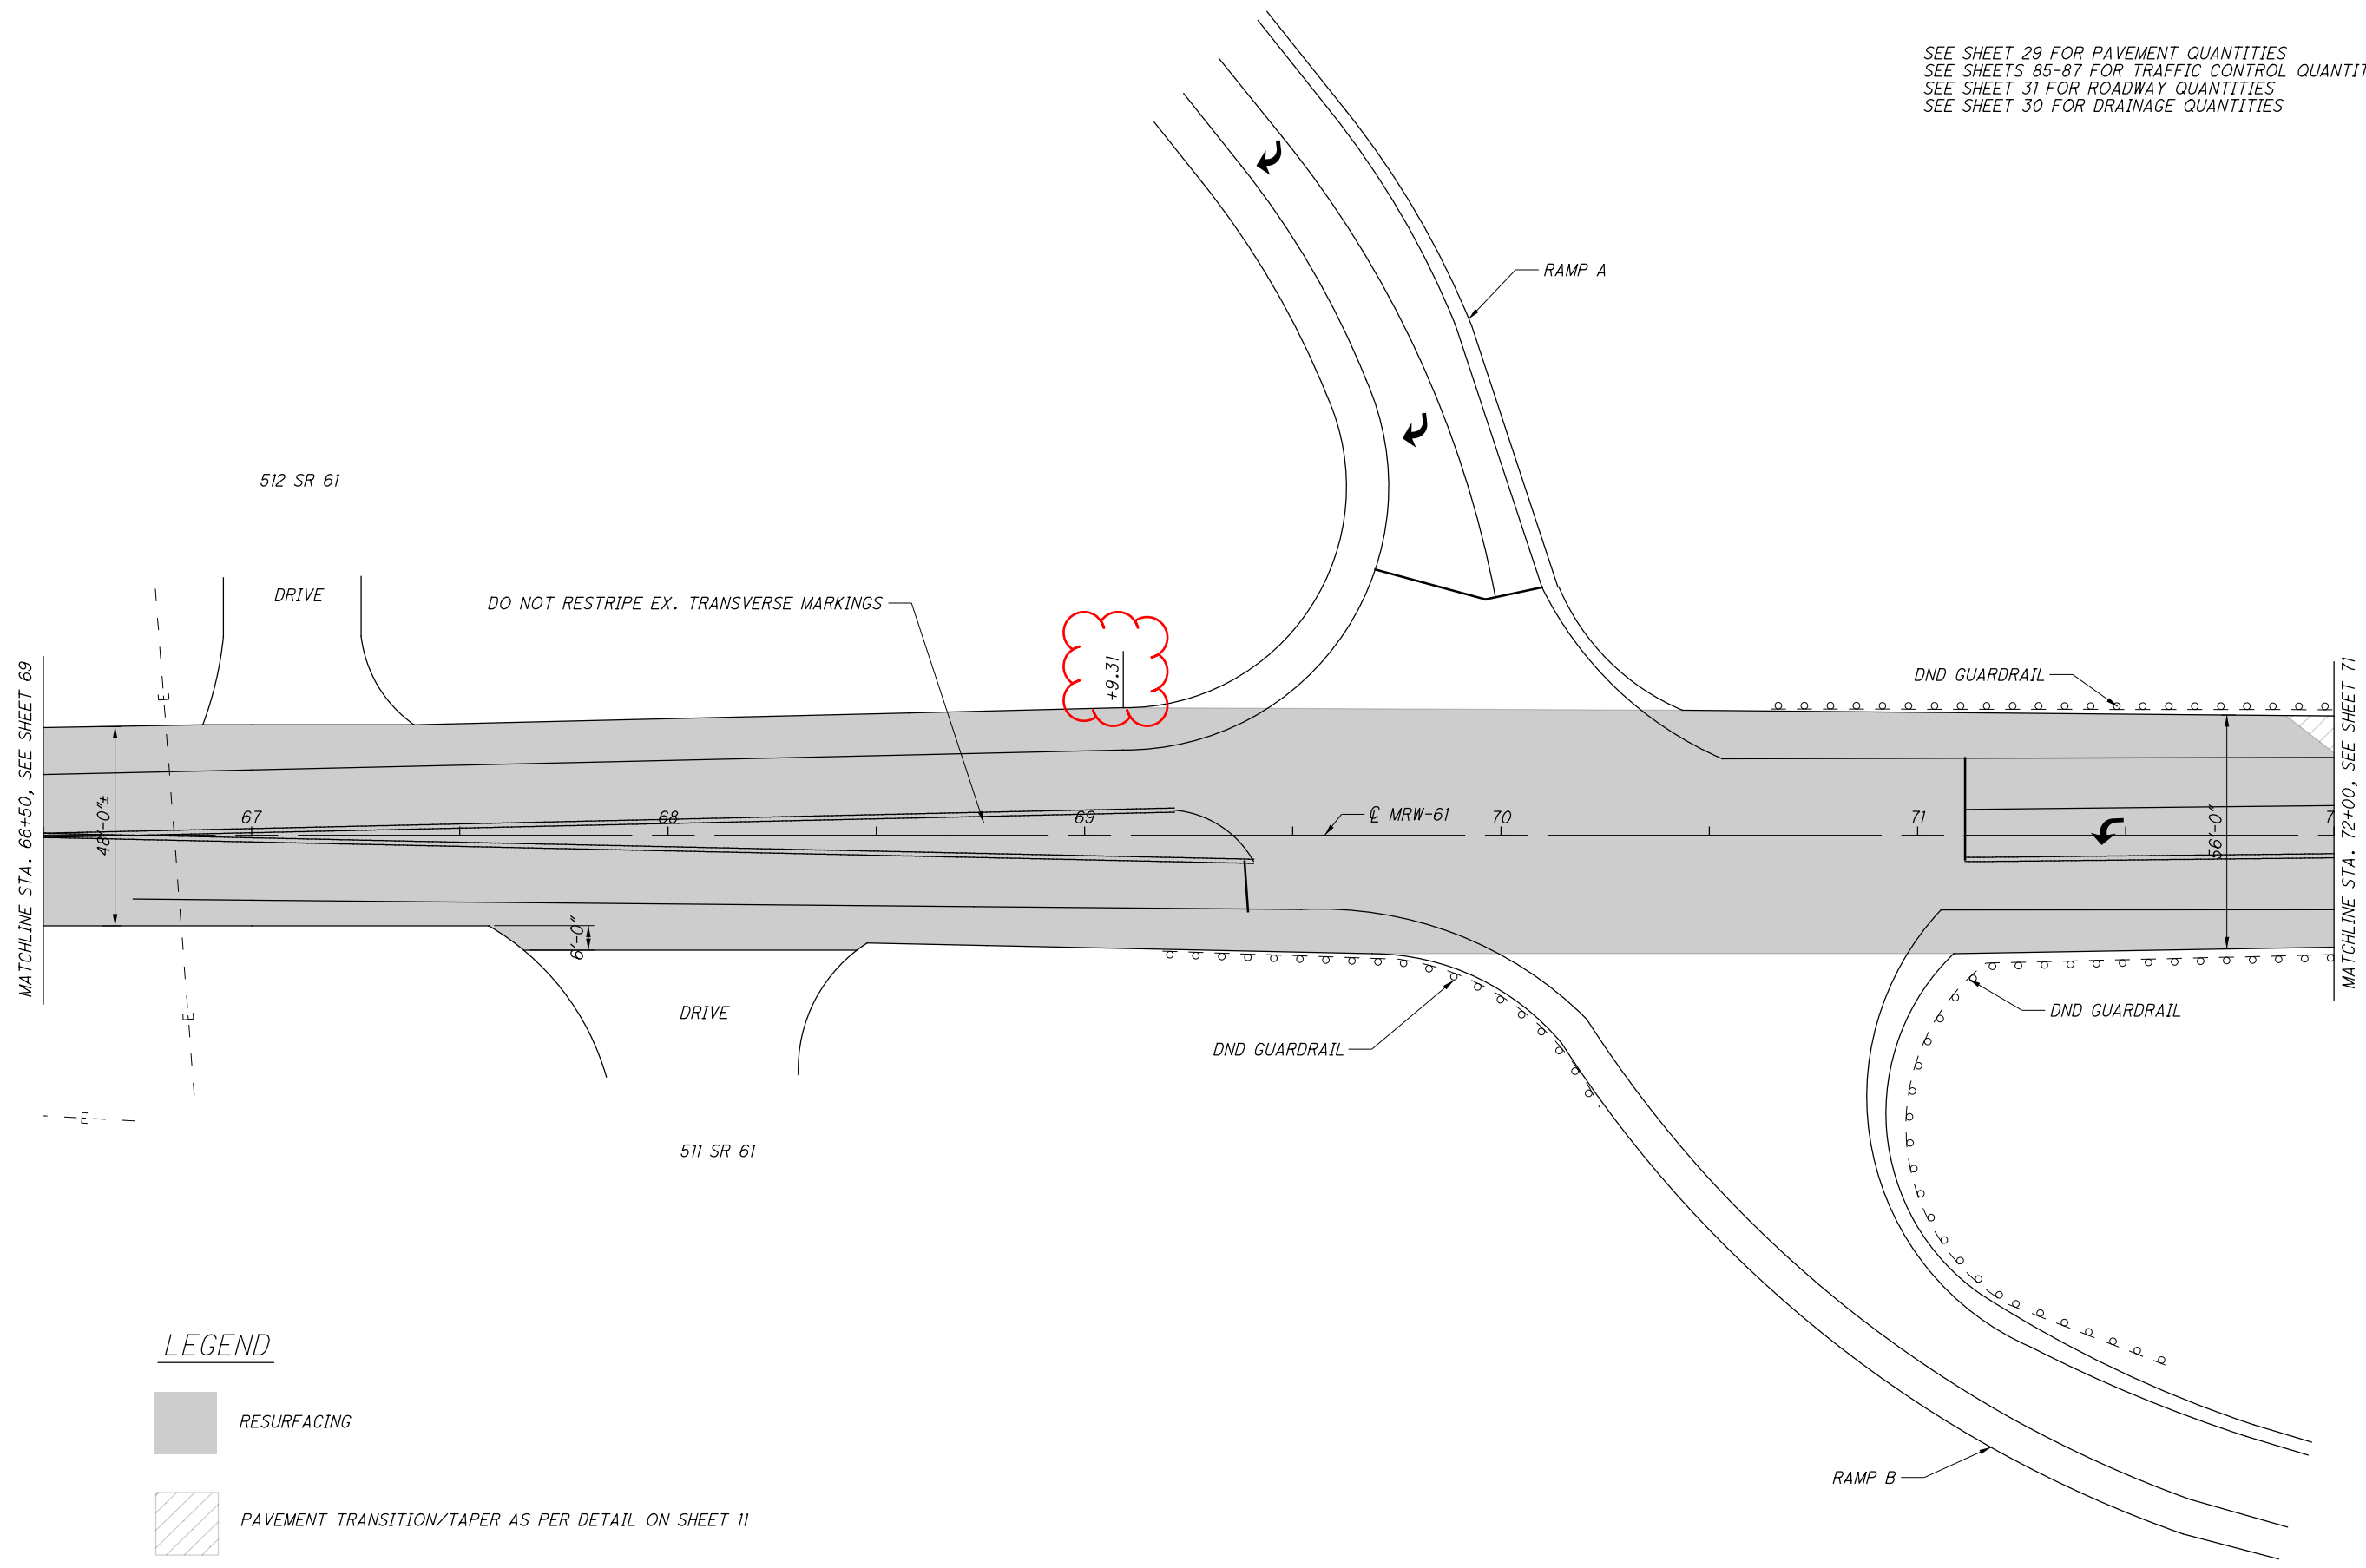 SEE SHEET 29 FOR PAVEMENT QUANTITIES
SEE SHEETS 85-87 FOR TRAFFIC CONTROL QUANTIT
SEE SHEET 31 FOR ROADWAY QUANTITIES
SEE SHEET 30 FOR DRAINAGE QUANTITIES
RAMP A
512 SR 61
DRIVE
DO NOT RESTRIPE EX. TRANSVERSE MARKINGS
+9.31
DND GUARDRAIL
MATCHLINE STA. 66+50, SEE SHEET 69
MATCHLINE STA. 72+00, SEE SHEET 71
48'-0"±
67
68
69
℄ MRW-61
70
71
7
56'-0"
6'-0"
E
E
DRIVE
DND GUARDRAIL
DND GUARDRAIL
E
511 SR 61
LEGEND
RESURFACING
RAMP B
PAVEMENT TRANSITION/TAPER AS PER DETAIL ON SHEET 11